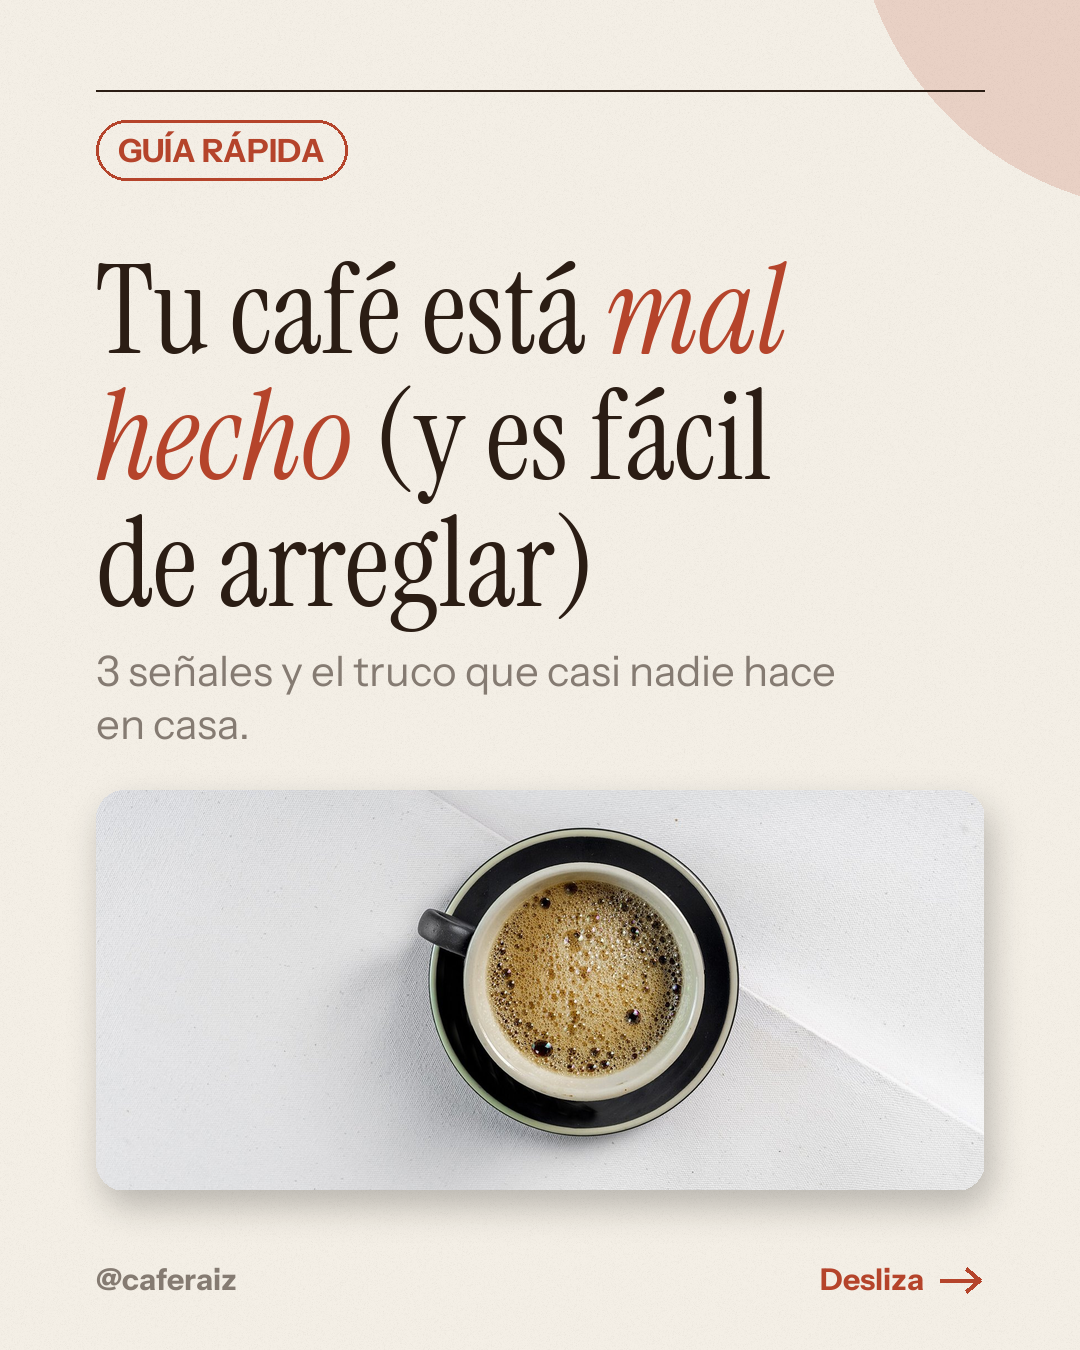 GUÍA RÁPIDA
Tu café está mal
hecho (y es fácil
de arreglar)
3 señales y el truco que casi nadie hace
en casa.
@caferaiz
Desliza →